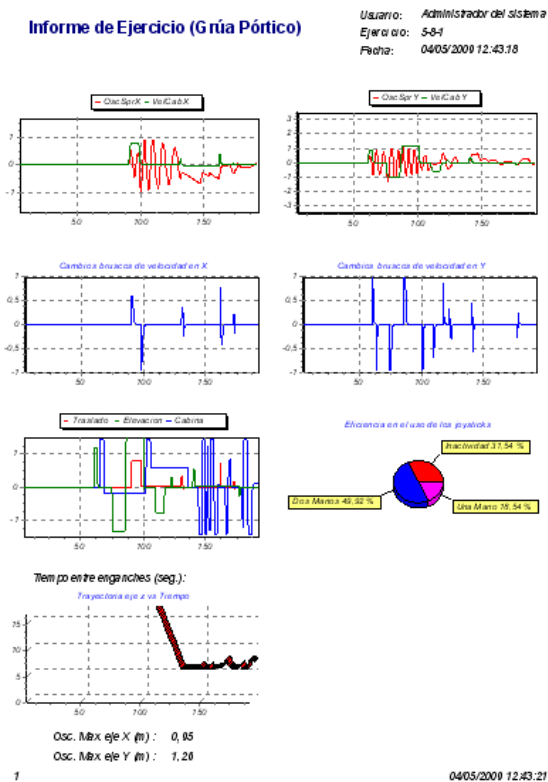 Informe de Ejercicio (Grúa Pórtico)
Usuario: Administrador del sistema
Ejercicio: 5-8-1
Fecha: 04/05/2000 12:43:18
OscSprX VelCabX
OscSprY VelCabY
Cambios bruscos de velocidad en X
Cambios bruscos de velocidad en Y
Traslado Elevacion Cabina
Eficiencia en el uso de los joysticks
Inactividad 31,54 %
Dos Manos 49,92 %
Una Mano 18,54 %
Tiempo entre enganches (seg.):
Trayectoria eje z vs Tiempo
Osc. Max eje X (m) : 0,95
Osc. Max eje Y (m) : 1,26
1 04/05/2000 12:43:21